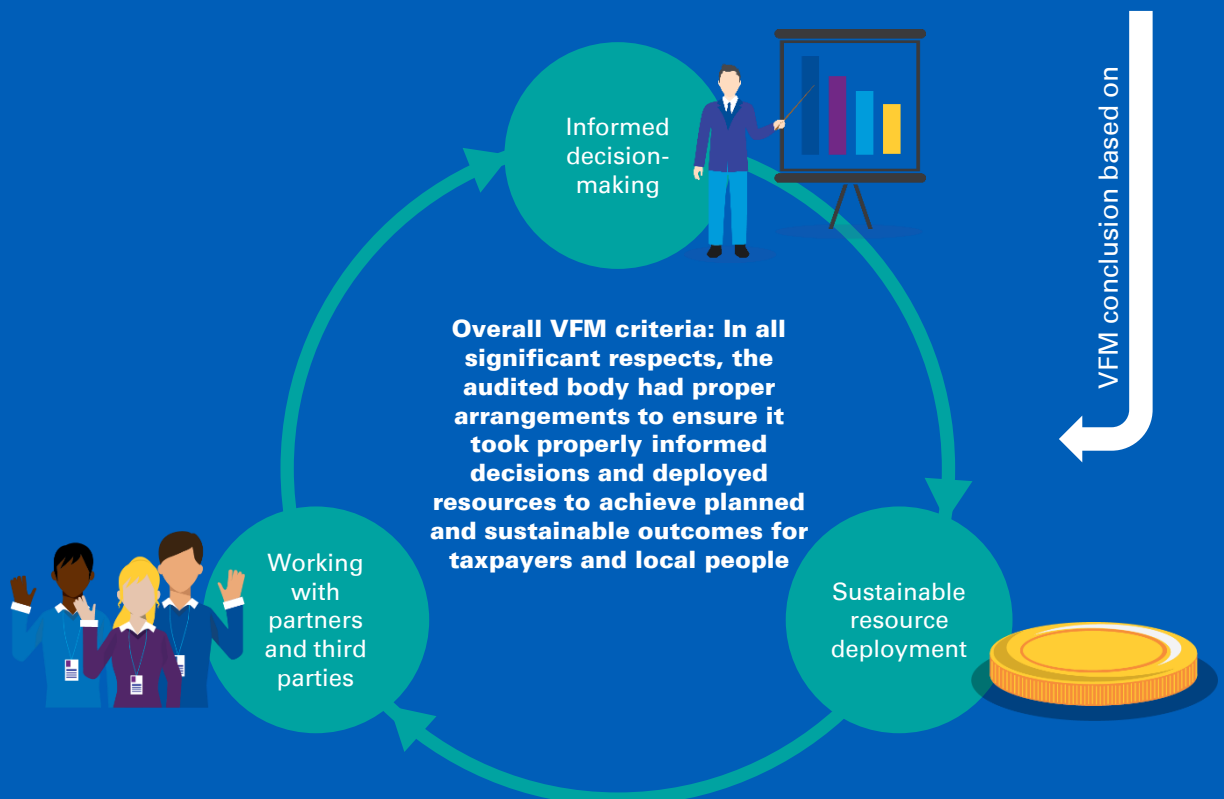 Informed
decision-
making
VFM conclusion based on
Overall VFM criteria: In all
significant respects, the
audited body had proper
arrangements to ensure it
took properly informed
decisions and deployed
resources to achieve planned
and sustainable outcomes for
taxpayers and local people
Working
with
partners
and third
parties
Sustainable
resource
deployment